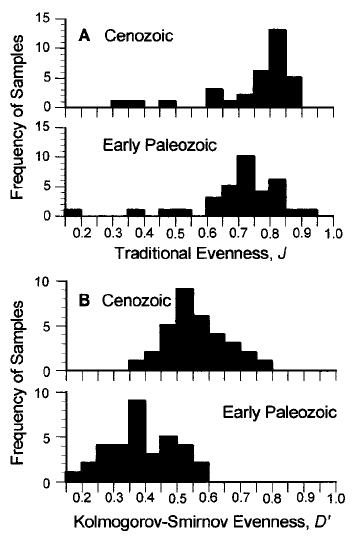 15
A Cenozoic
10
5
0
15
Early Paleozoic
10
5
0
0.2 0.3 0.4 0.5 0.6 0.7 0.8 0.9 1.0
Traditional Evenness, J
Frequency of Samples
10
B Cenozoic
5
0
10
Early Paleozoic
5
0
0.2 0.3 0.4 0.5 0.6 0.7 0.8 0.9 1.0
Kolmogorov-Smirnov Evenness, D'
Frequency of Samples